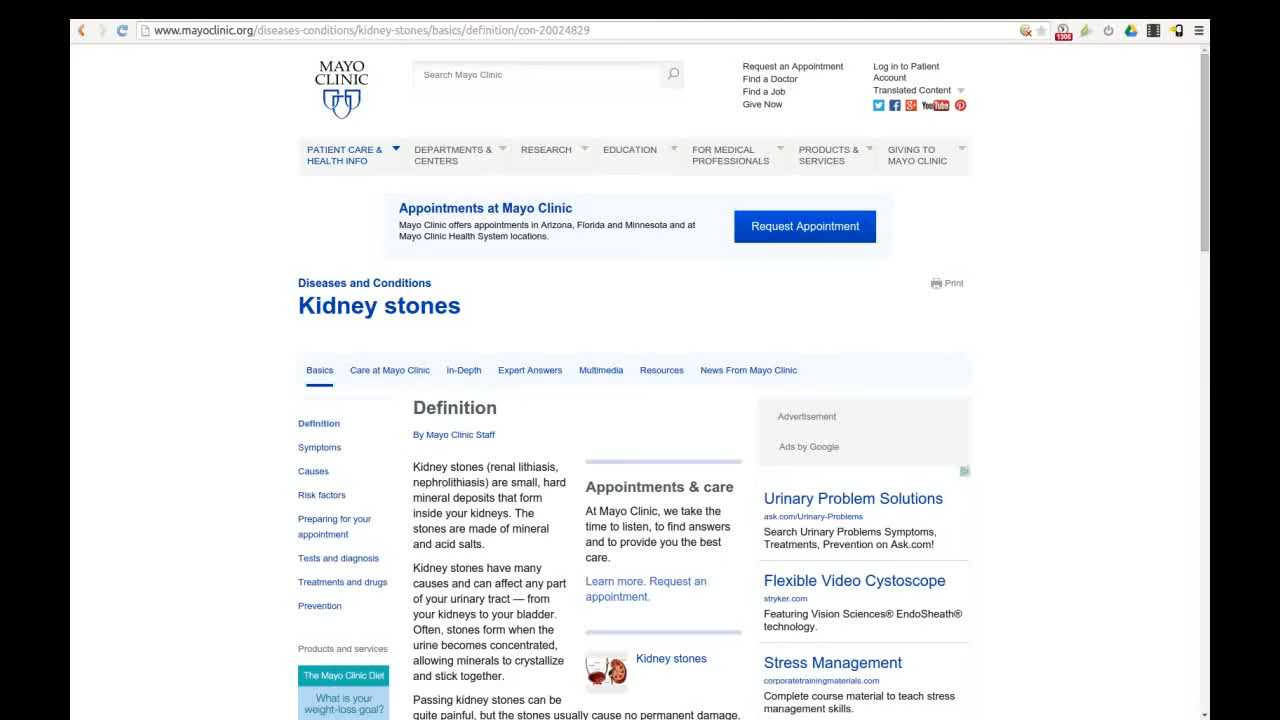 www.mayoclinic.org/diseases-conditions/kidney-stones/basics/definition/con-20024829
1306
MAYO
CLINIC
Search Mayo Clinic
Request an Appointment
Find a Doctor
Find a Job
Give Now
Log in to Patient
Account
Translated Content
YouTube
PATIENT CARE &
HEALTH INFO
DEPARTMENTS &
CENTERS
RESEARCH
EDUCATION
FOR MEDICAL
PROFESSIONALS
PRODUCTS &
SERVICES
GIVING TO
MAYO CLINIC
Appointments at Mayo Clinic
Mayo Clinic offers appointments in Arizona, Florida and Minnesota and at
Mayo Clinic Health System locations.
Request Appointment
Diseases and Conditions
Kidney stones
Print
Basics
Care at Mayo Clinic
In-Depth
Expert Answers
Multimedia
Resources
News From Mayo Clinic
Definition
Symptoms
Causes
Risk factors
Preparing for your
appointment
Tests and diagnosis
Treatments and drugs
Prevention
Products and services
The Mayo Clinic Diet
What is your
weight-loss goal?
Definition
By Mayo Clinic Staff
Kidney stones (renal lithiasis,
nephrolithiasis) are small, hard
mineral deposits that form
inside your kidneys. The
stones are made of mineral
and acid salts.
Kidney stones have many
causes and can affect any part
of your urinary tract — from
your kidneys to your bladder.
Often, stones form when the
urine becomes concentrated,
allowing minerals to crystallize
and stick together.
Passing kidney stones can be
quite painful, but the stones usually cause no permanent damage.
Appointments & care
At Mayo Clinic, we take the
time to listen, to find answers
and to provide you the best
care.
Learn more. Request an
appointment.
Kidney stones
Advertisement
Ads by Google
Urinary Problem Solutions
ask.com/Urinary-Problems
Search Urinary Problems Symptoms,
Treatments, Prevention on Ask.com!
Flexible Video Cystoscope
stryker.com
Featuring Vision Sciences® EndoSheath®
technology.
Stress Management
corporatetrainingmaterials.com
Complete course material to teach stress
management skills.